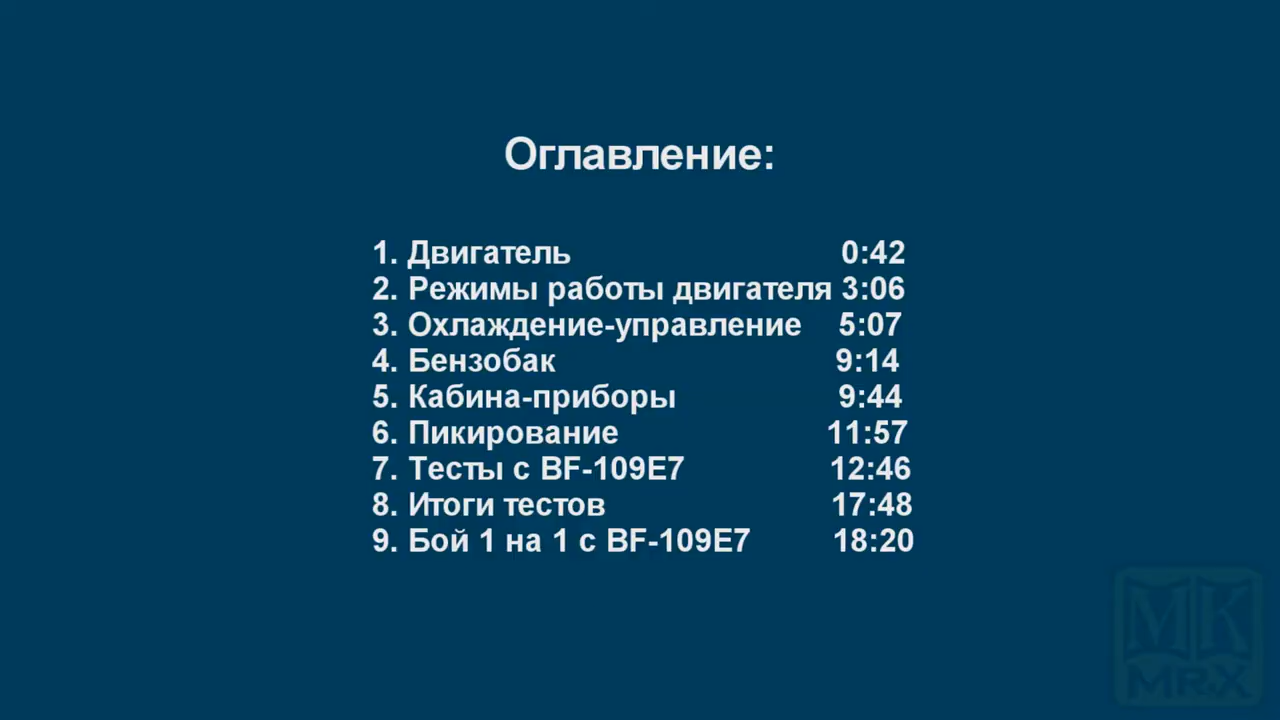 Оглавление:
1. Двигатель 0:42
2. Режимы работы двигателя 3:06
3. Охлаждение-управление 5:07
4. Бензобак 9:14
5. Кабина-приборы 9:44
6. Пикирование 11:57
7. Тесты с BF-109E7 12:46
8. Итоги тестов 17:48
9. Бой 1 на 1 с BF-109E7 18:20
MK
MR.X